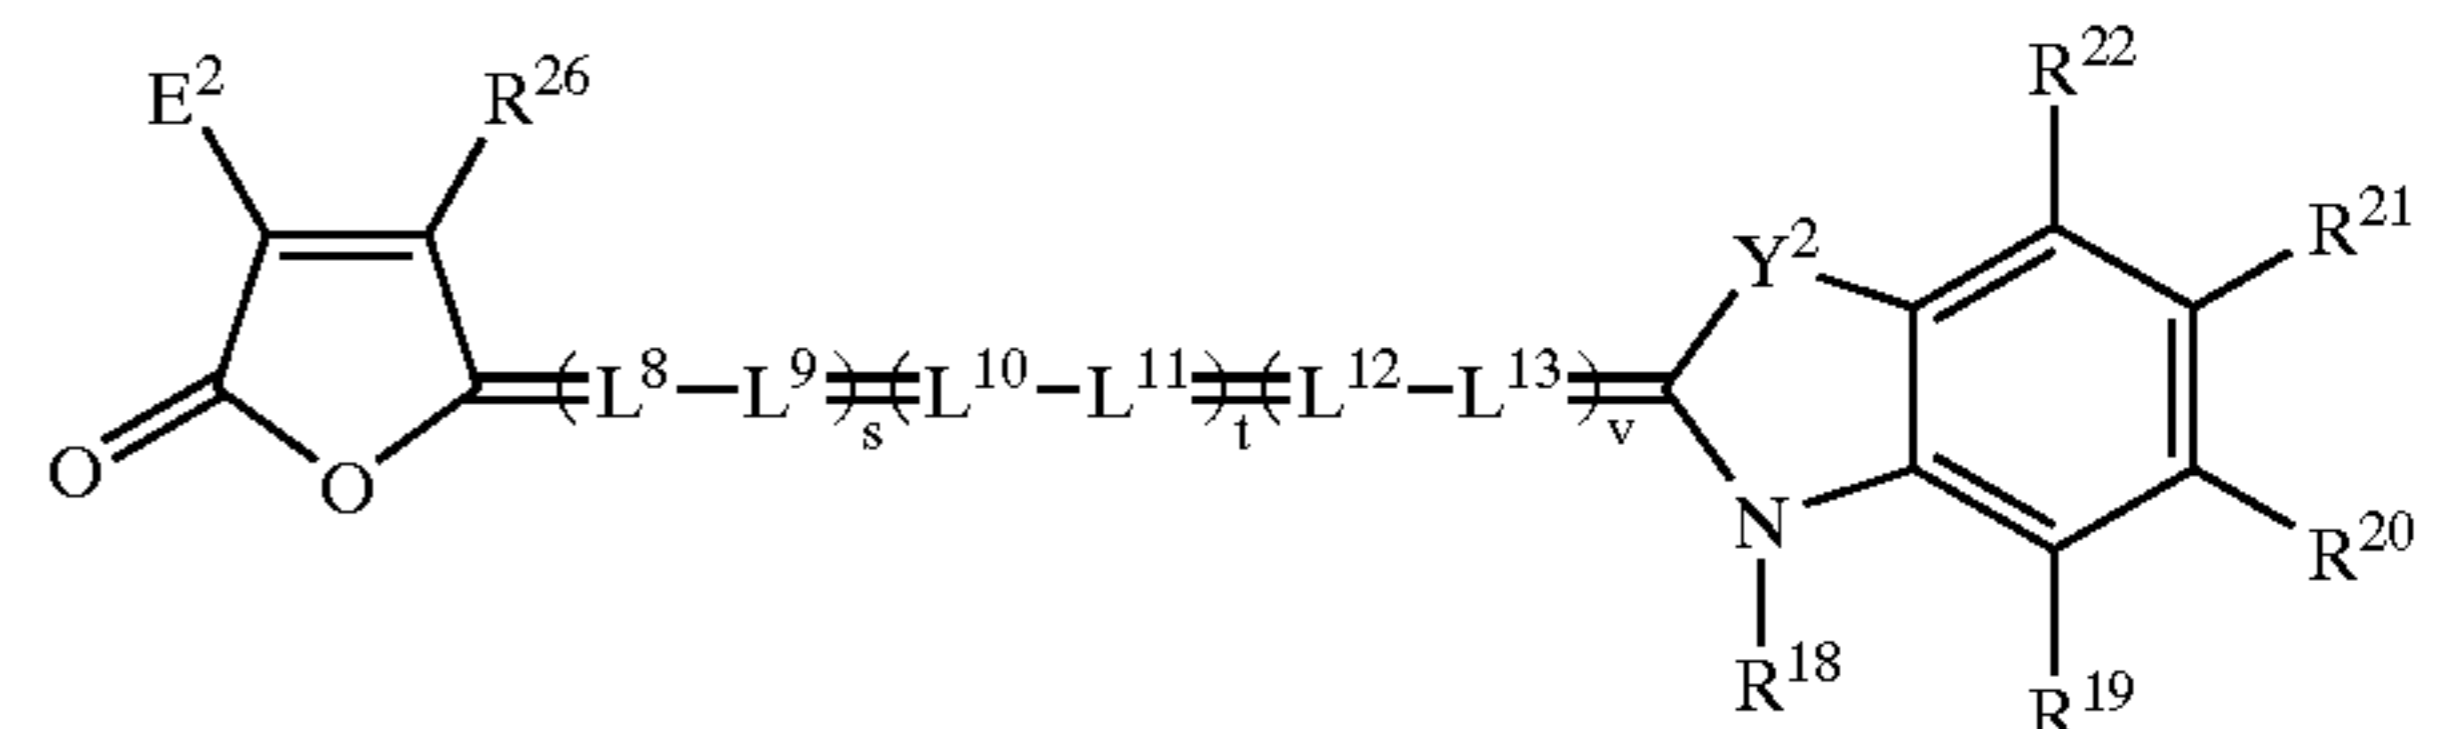 E² R²⁶ R²²
Y² R²¹
(L⁸—L⁹)s (L¹⁰—L¹¹)t (L¹²—L¹³)v
O O N R²⁰
R¹⁸ R¹⁹